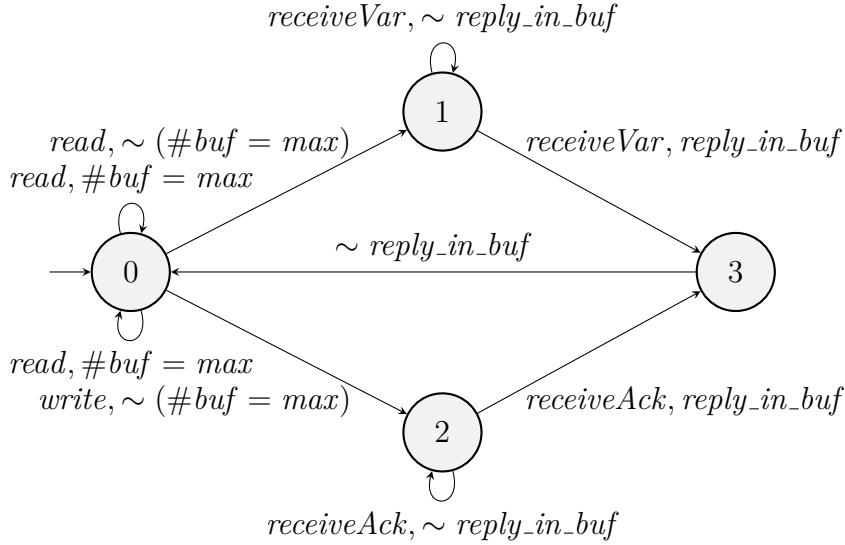 receiveVar, ∼ reply_in_buf
1
read, ∼ (#buf = max)
receiveVar, reply_in_buf
read, #buf = max
∼ reply_in_buf
0
3
read, #buf = max
write, ∼ (#buf = max)
receiveAck, reply_in_buf
2
receiveAck, ∼ reply_in_buf